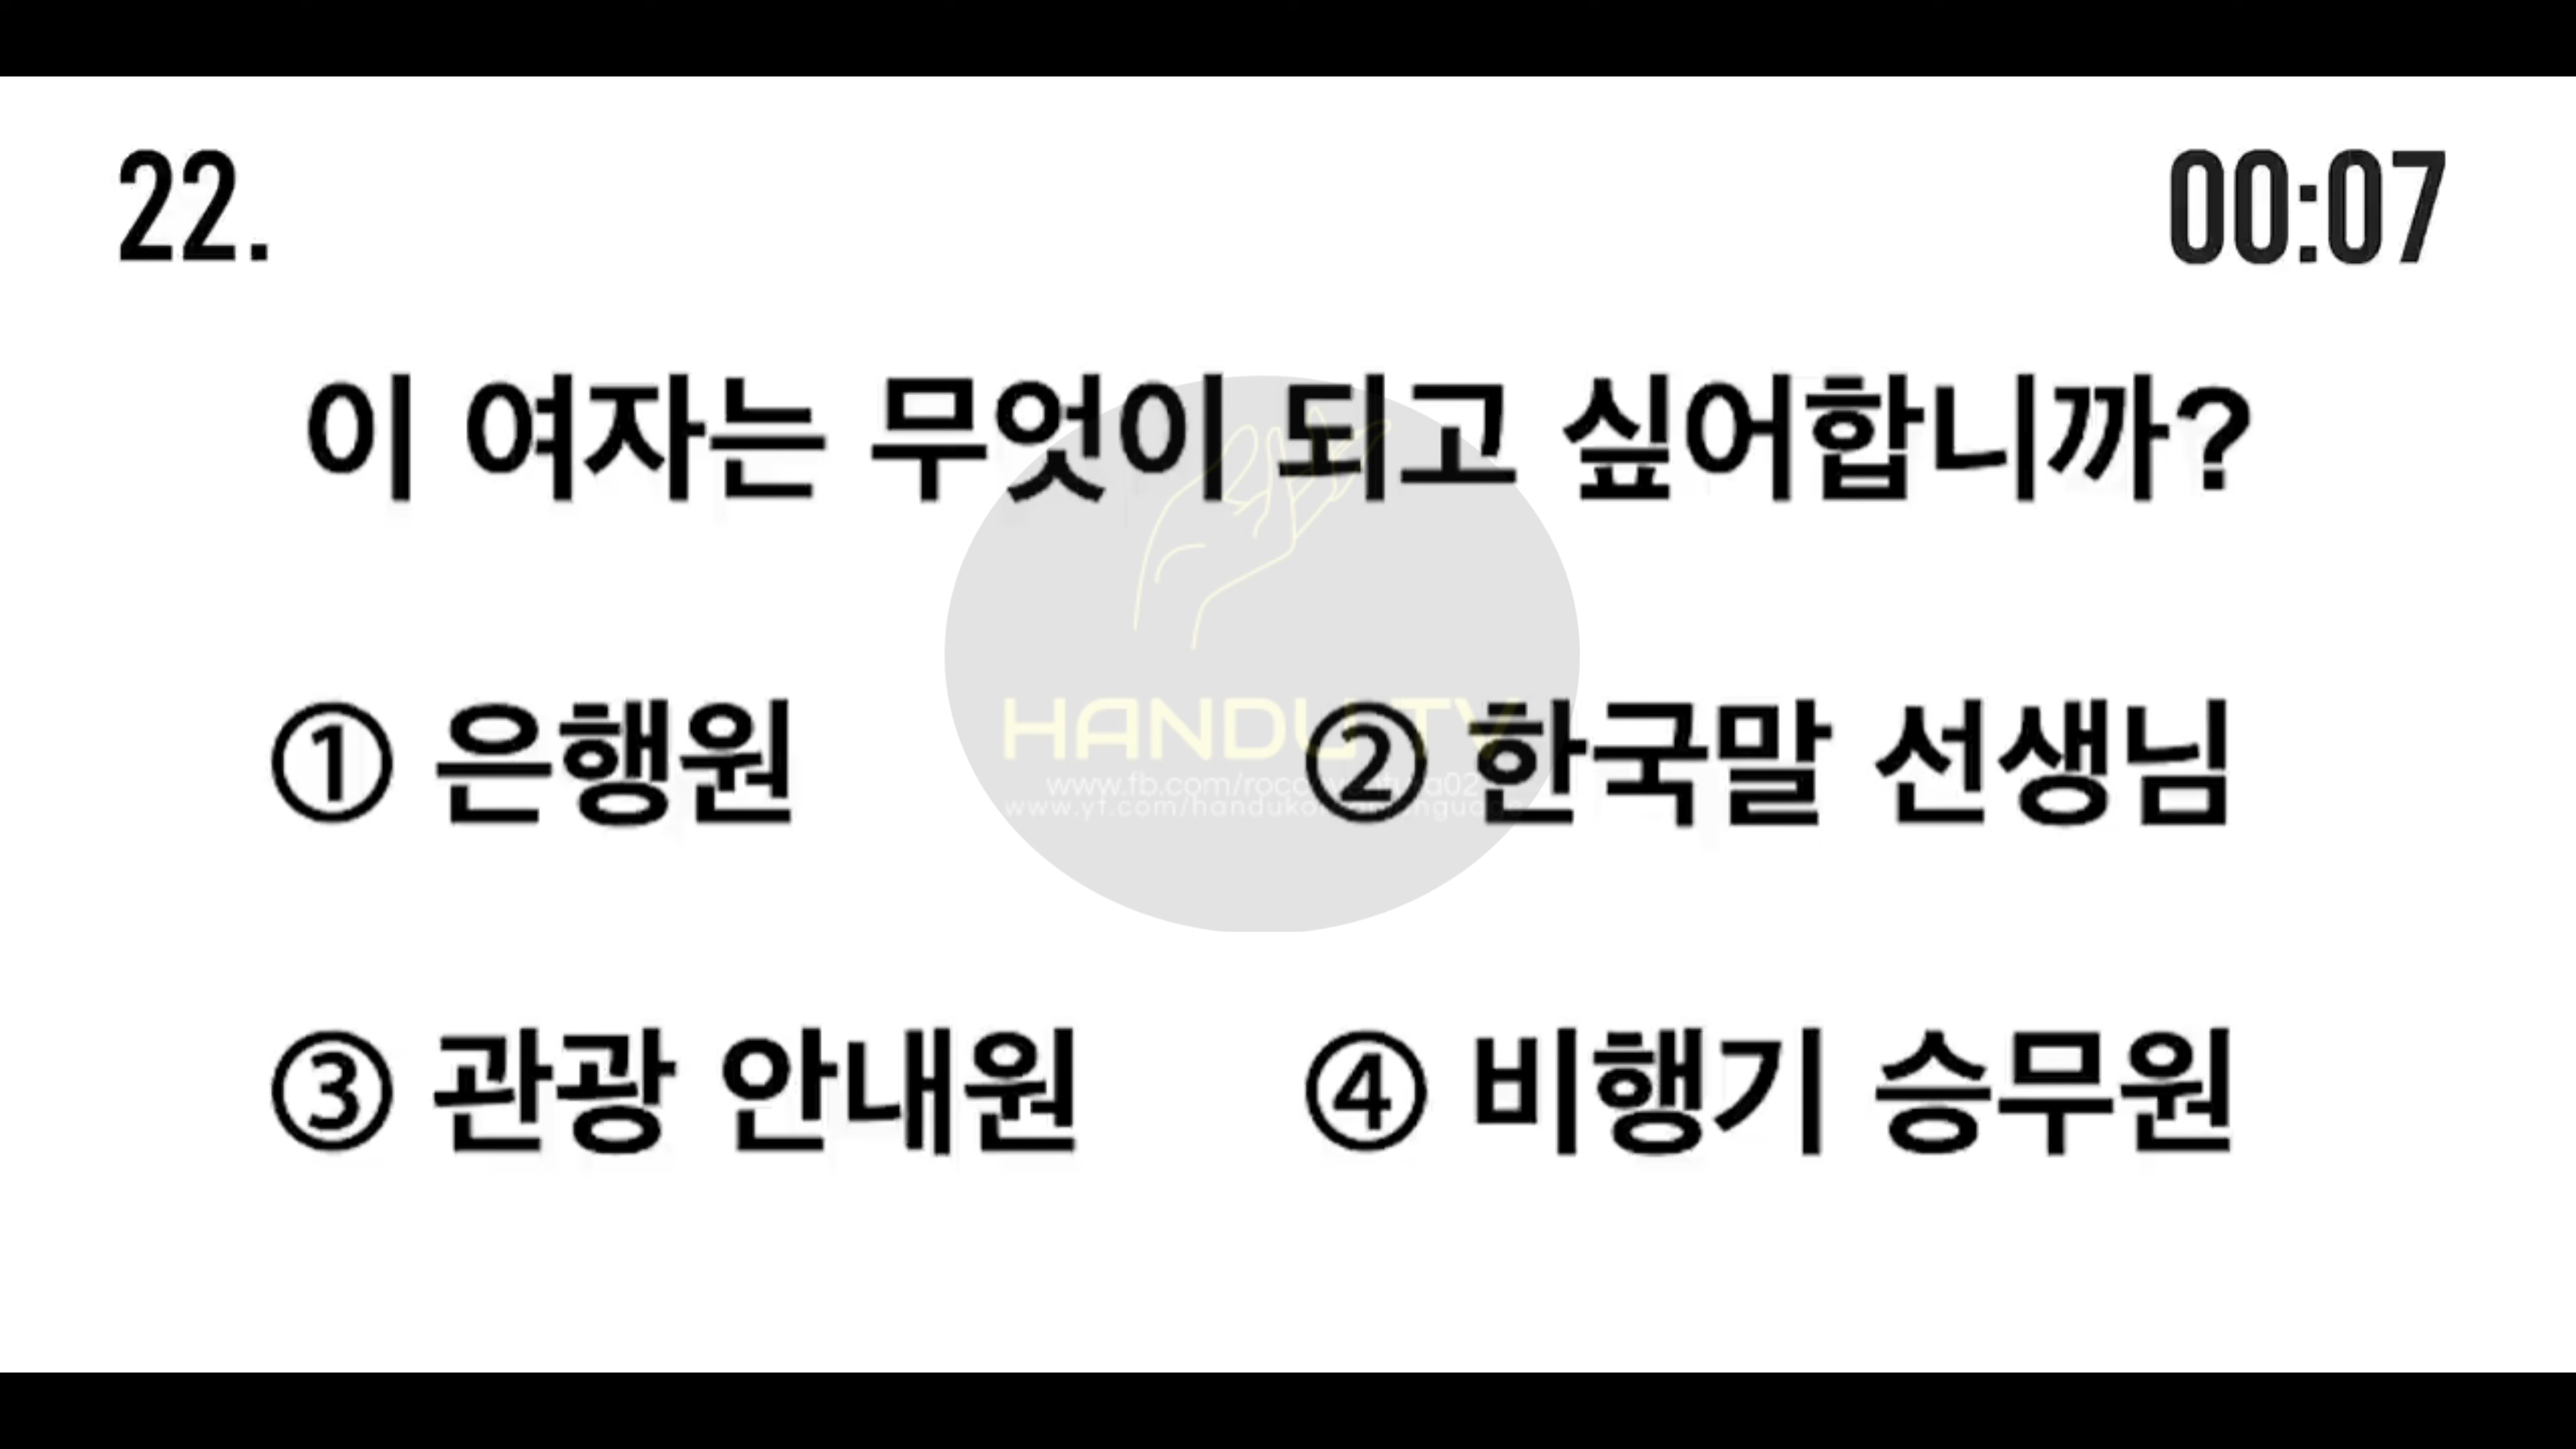 22.
00:07
이 여자는 무엇이 되고 싶어합니까?
① 은행원
② 한국말 선생님
③ 관광 안내원
④ 비행기 승무원
HANDU TV